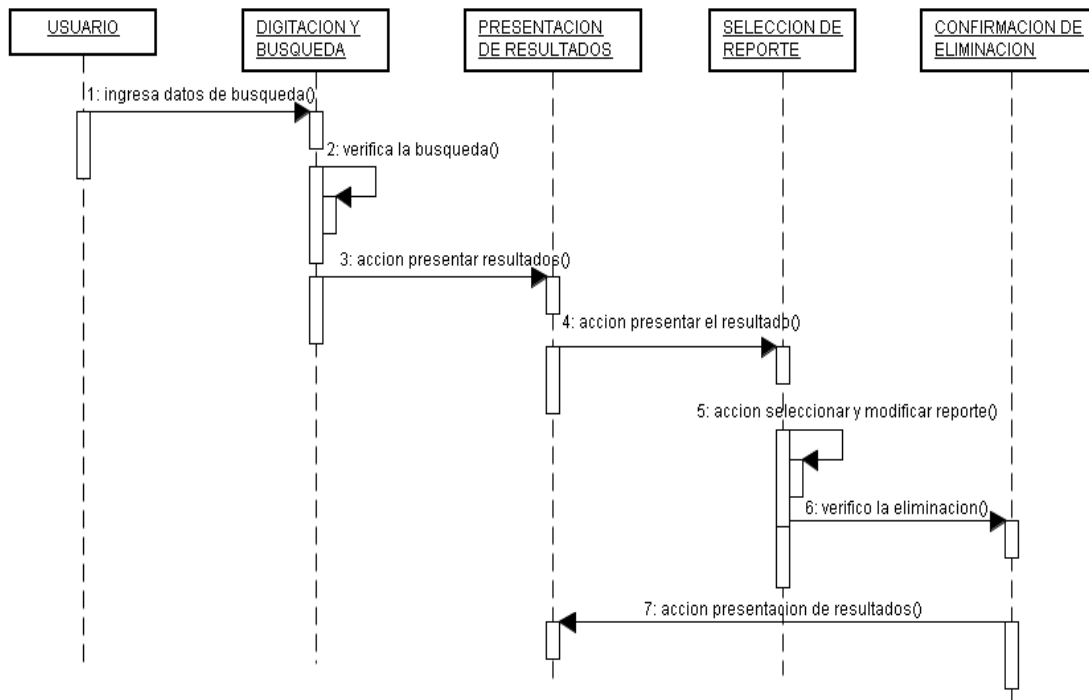 USUARIO
DIGITACION Y
BUSQUEDA
PRESENTACION
DE RESULTADOS
SELECCION DE
REPORTE
CONFIRMACION DE
ELIMINACION
1: ingresa datos de busqueda()
2: verifica la busqueda()
3: accion presentar resultados()
4: accion presentar el resultado()
5: accion seleccionar y modificar reporte()
6: verifico la eliminacion()
7: accion presentacion de resultados()